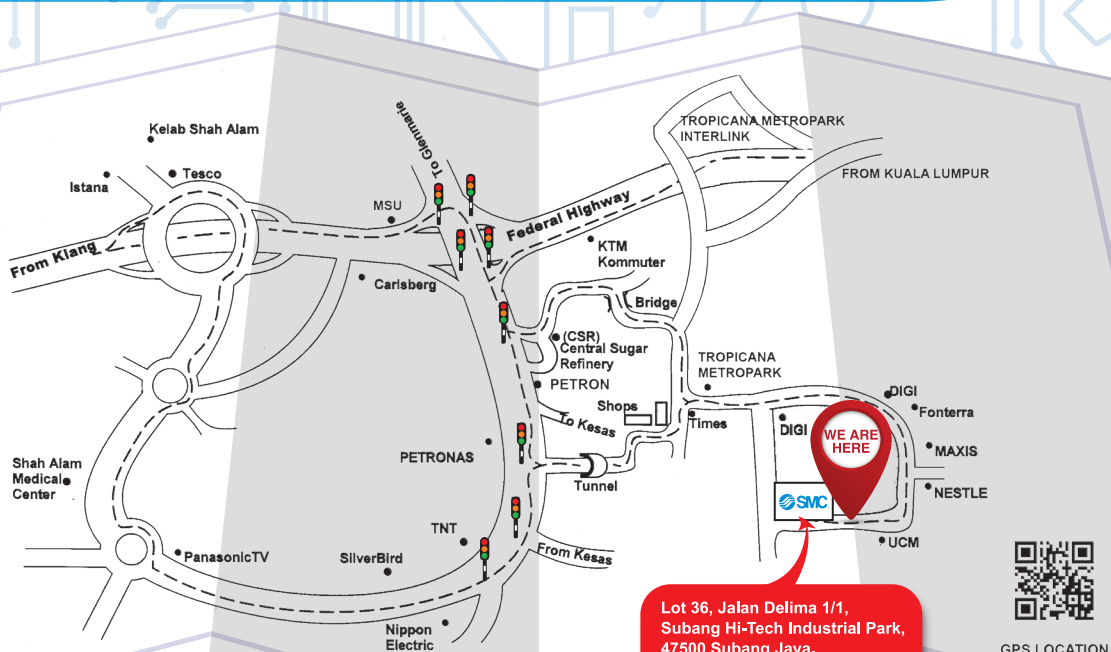 To Glenmarie
TROPICANA METROPARK
INTERLINK
Kelab Shah Alam
FROM KUALA LUMPUR
Tesco
Istana
MSU
Federal Highway
From Klang
KTM
Kommuter
Carlsberg
Bridge
(CSR)
Central Sugar
Refinery
TROPICANA
METROPARK
PETRON
DIGI
Shops
Fonterra
To Kesas
Times
DIGI
WE ARE
HERE
MAXIS
PETRONAS
Shah Alam
Medical
Center
Tunnel
NESTLE
SMC
TNT
UCM
From Kesas
PanasonicTV
SilverBird
Lot 36, Jalan Delima 1/1,
Subang Hi-Tech Industrial Park,
47500 Subang Jaya,
Nippon
Electric
GPS LOCATION